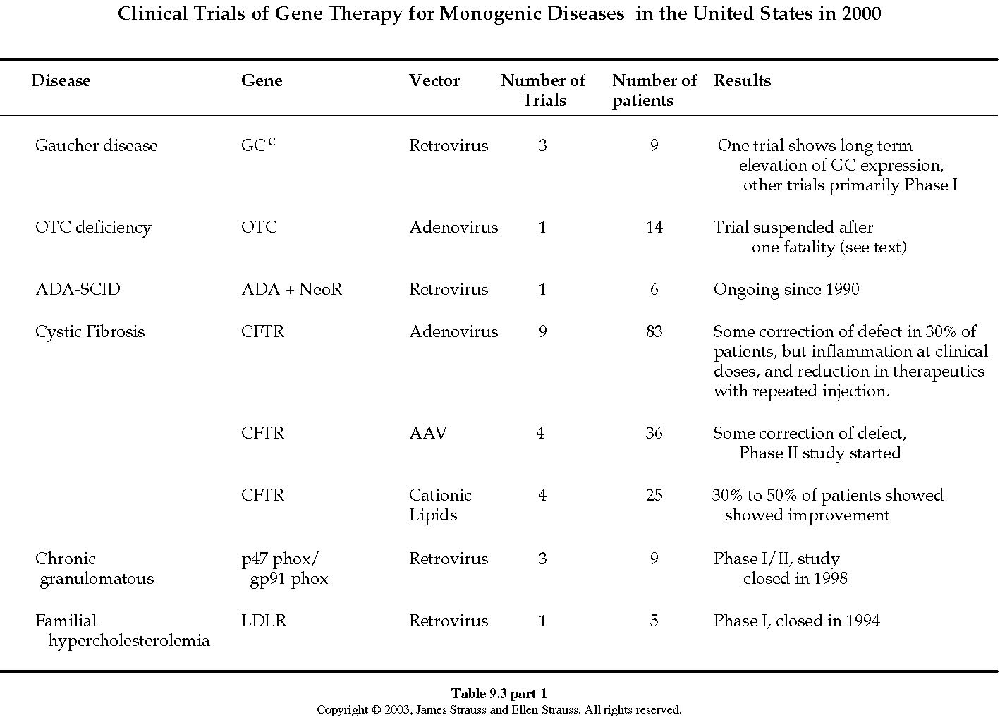 Clinical Trials of Gene Therapy for Monogenic Diseases in the United States in 2000
Disease Gene Vector Number of Trials Number of patients Results
Gaucher disease GCc Retrovirus 3 9 One trial shows long term
elevation of GC expression,
other trials primarily Phase I
OTC deficiency OTC Adenovirus 1 14 Trial suspended after
one fatality (see text)
ADA-SCID ADA + NeoR Retrovirus 1 6 Ongoing since 1990
Cystic Fibrosis CFTR Adenovirus 9 83 Some correction of defect in 30% of
patients, but inflammation at clinical
doses, and reduction in therapeutics
with repeated injection.
CFTR AAV 4 36 Some correction of defect,
Phase II study started
CFTR Cationic 4 25 30% to 50% of patients showed
Lipids showed improvement
Chronic p47 phox/ Retrovirus 3 9 Phase I/II, study
granulomatous gp91 phox closed in 1998
Familial LDLR Retrovirus 1 5 Phase I, closed in 1994
hypercholesterolemia
Table 9.3 part 1
Copyright © 2003, James Strauss and Ellen Strauss. All rights reserved.